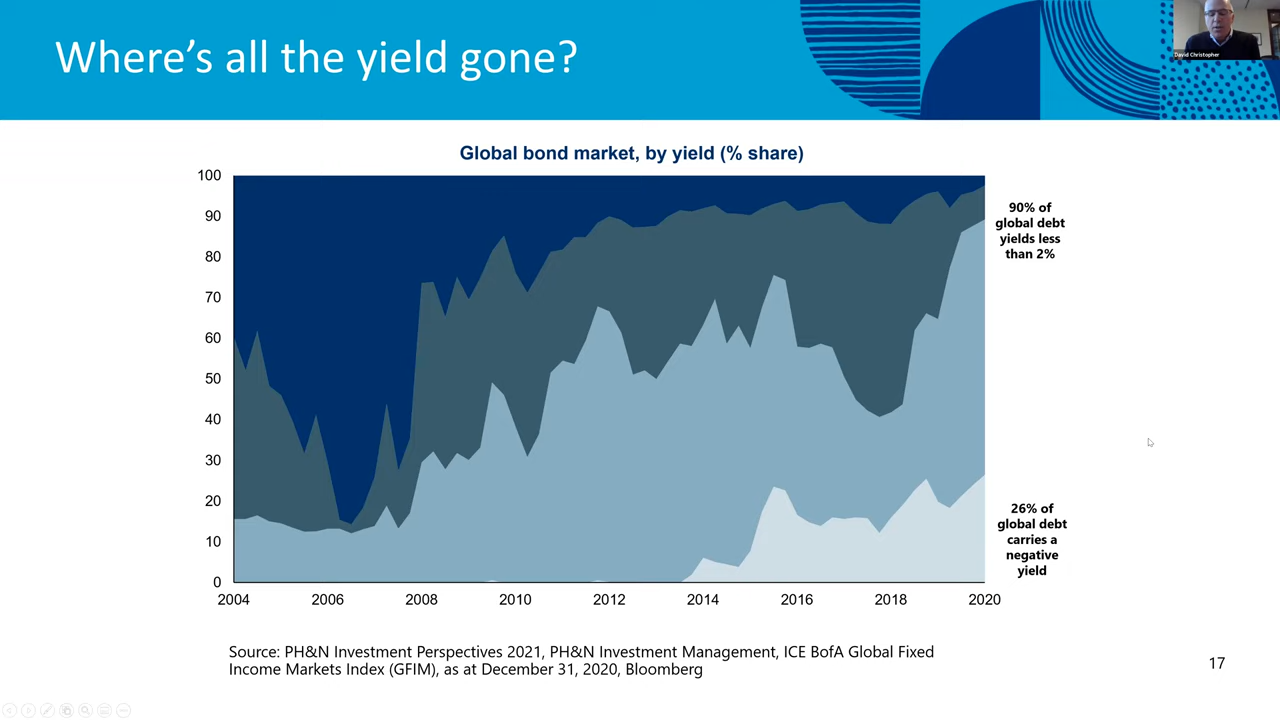 Where's all the yield gone?
David Christopher
Global bond market, by yield (% share)
100
90
80
70
60
50
40
30
20
10
0
2004 2006 2008 2010 2012 2014 2016 2018 2020
90% of
global debt
yields less
than 2%
26% of
global debt
carries a
negative
yield
Source: PH&N Investment Perspectives 2021, PH&N Investment Management, ICE BofA Global Fixed
Income Markets Index (GFIM), as at December 31, 2020, Bloomberg
17